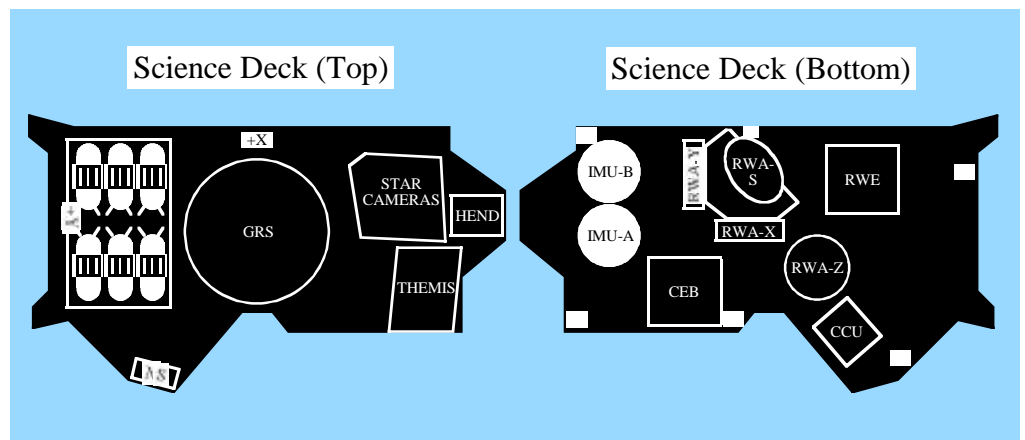 Science Deck (Top)
Science Deck (Bottom)
+X
STAR
CAMERAS
HEND
GRS
THEMIS
IMU-B
IMU-A
RWA-Y
RWA-
S
RWE
RWA-X
RWA-Z
CEB
CCU